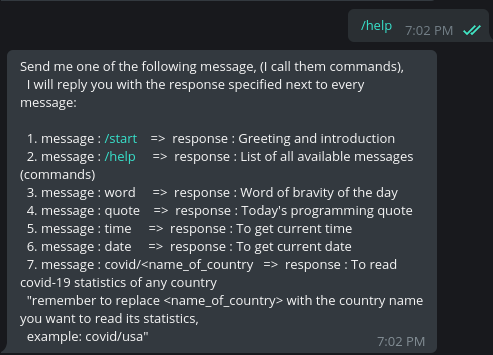 /help
7:02 PM
Send me one of the following message, (I call them commands),
I will reply you with the response specified next to every
message:
1. message : /start => response : Greeting and introduction
2. message : /help => response : List of all available messages
(commands)
3. message : word => response : Word of bravity of the day
4. message : quote => response : Today's programming quote
5. message : time => response : To get current time
6. message : date => response : To get current date
7. message : covid/<name_of_country => response : To read
covid-19 statistics of any country
"remember to replace <name_of_country> with the country name
you want to read its statistics,
example: covid/usa"
7:02 PM